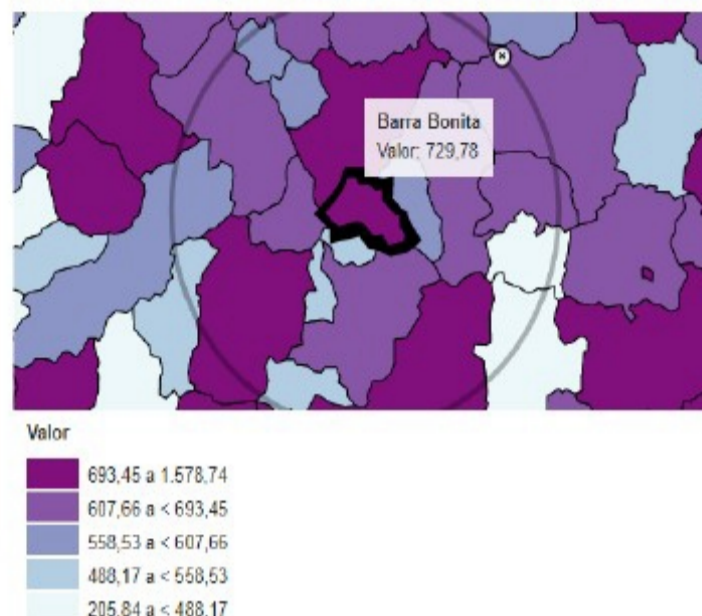 Barra Bonita
Valor: 729,78
Valor
693,45 a 1.578,74
607,66 a < 693,45
558,53 a < 607,66
488,17 a < 558,53
205,84 a < 488,17